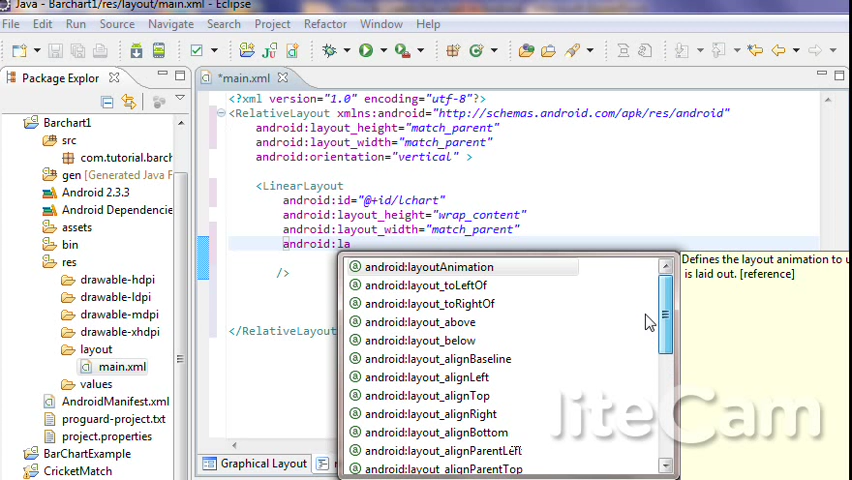 Java - Barchart1/res/layout/main.xml - Eclipse
File Edit Run Source Navigate Search Project Refactor Window Help
Package Explor
*main.xml
Barchart1
src
com.tutorial.barch
gen [Generated Java F
Android 2.3.3
Android Dependencie
assets
bin
res
drawable-hdpi
drawable-ldpi
drawable-mdpi
drawable-xhdpi
layout
main.xml
values
AndroidManifest.xml
proguard-project.txt
project.properties
BarChartExample
CricketMatch
<?xml version="1.0" encoding="utf-8"?>
<RelativeLayout xmlns:android="http://schemas.android.com/apk/res/android"
android:layout_height="match_parent"
android:layout_width="match_parent"
android:orientation="vertical" >
<LinearLayout
android:id="@+id/lchart"
android:layout_height="wrap_content"
android:layout_width="match_parent"
android:la
/>
</RelativeLayout
android:layoutAnimation
android:layout_toLeftOf
android:layout_toRightOf
android:layout_above
android:layout_below
android:layout_alignBaseline
android:layout_alignLeft
android:layout_alignTop
android:layout_alignRight
android:layout_alignBottom
android:layout_alignParentLeft
android:layout_alignParentTop
Defines the layout animation to u
is laid out. [reference]
Graphical Layout
liteCam